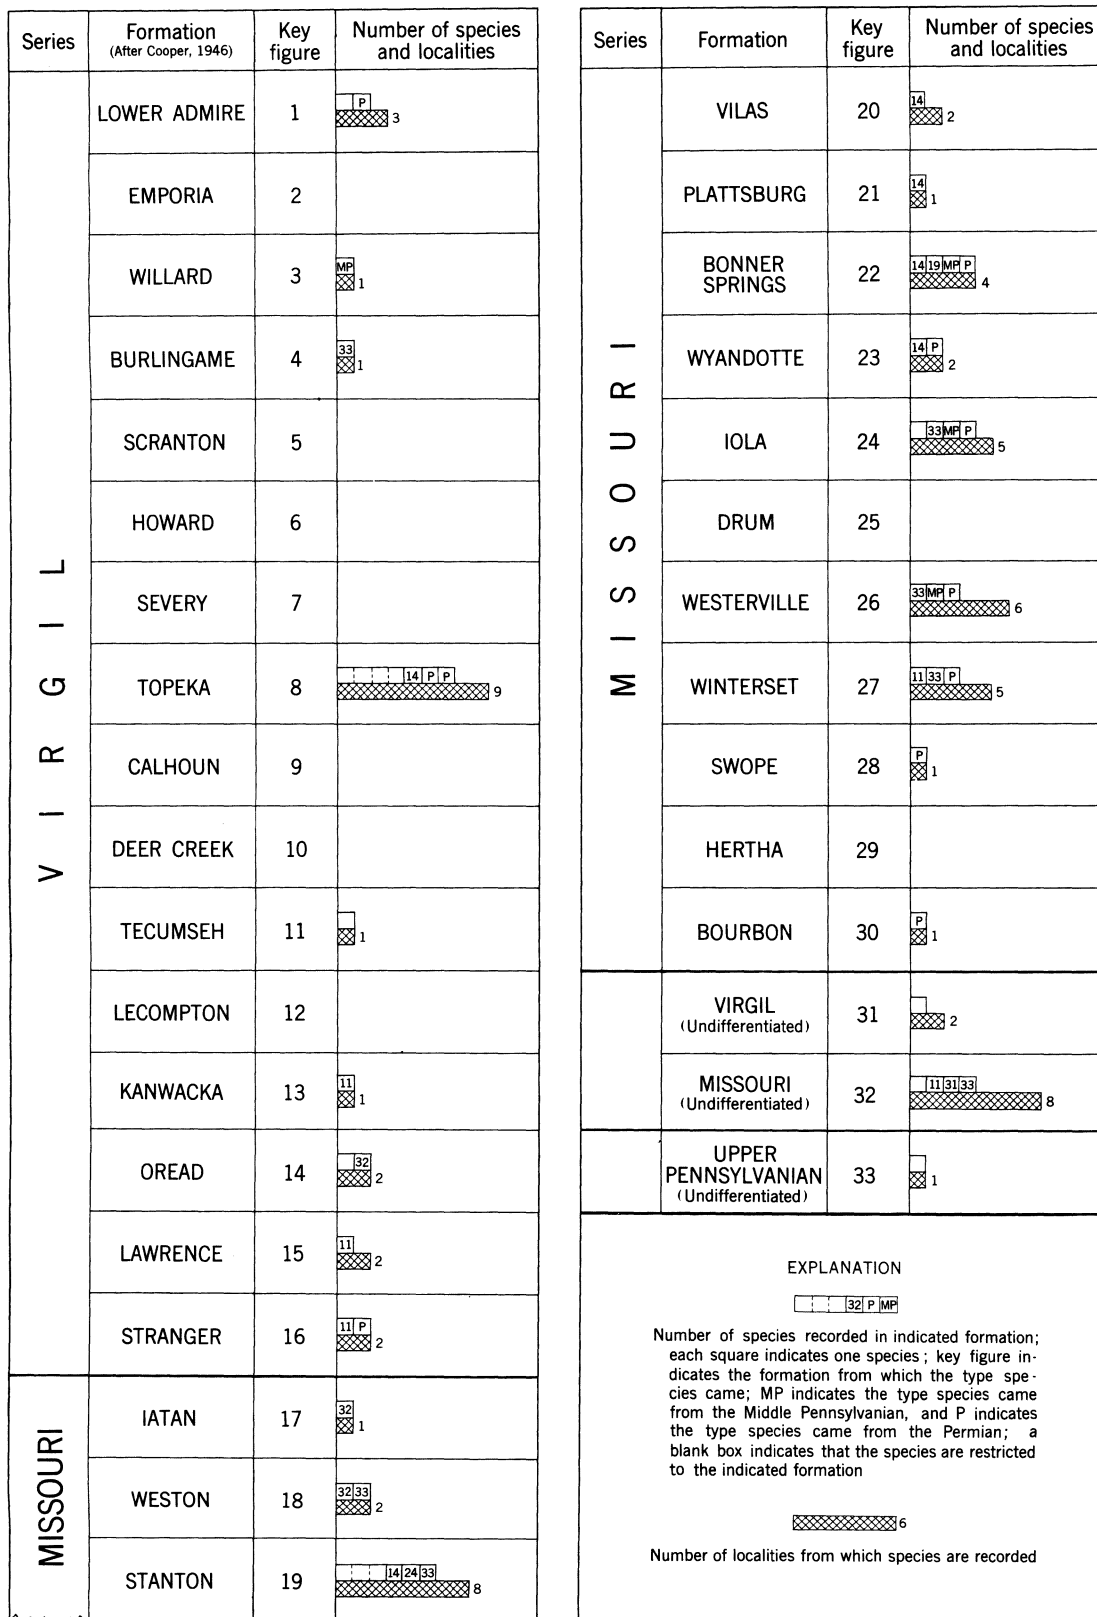 Series Formation Key figure Number of species and localities
(After Cooper, 1946)
VIRGIL
LOWER ADMIRE 1 P 3
EMPORIA 2
WILLARD 3 MP 1
BURLINGAME 4 33 1
SCRANTON 5
HOWARD 6
SEVERY 7
TOPEKA 8 14 P P 9
CALHOUN 9
DEER CREEK 10
TECUMSEH 11 1
LECOMPTON 12
KANWACKA 13 11 1
OREAD 14 32 2
LAWRENCE 15 11 2
STRANGER 16 11 P 2
MISSOURI
IATAN 17 32 1
WESTON 18 32 33 2
STANTON 19 14 24 33 8
Series Formation Key figure Number of species and localities
MISSOURI
VILAS 20 14 2
PLATTSBURG 21 14 1
BONNER SPRINGS 22 14 19 MP P 4
WYANDOTTE 23 14 P 2
IOLA 24 33 MP P 5
DRUM 25
WESTERVILLE 26 33 MP P 6
WINTERSET 27 11 33 P 5
SWOPE 28 P 1
HERTHA 29
BOURBON 30 P 1
VIRGIL
(Undifferentiated) 31 2
MISSOURI
(Undifferentiated) 32 11 31 33 8
UPPER
PENNSYLVANIAN 33 1
(Undifferentiated)
EXPLANATION
32 P MP
Number of species recorded in indicated formation;
each square indicates one species; key figure in-
dicates the formation from which the type spe-
cies came; MP indicates the type species came
from the Middle Pennsylvanian, and P indicates
the type species came from the Permian; a
blank box indicates that the species are restricted
to the indicated formation
6
Number of localities from which species are recorded